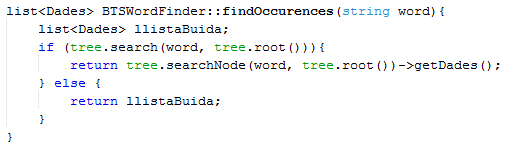 list<Dades> BTSWordFinder::findOccurences(string word){
    list<Dades> llistaBuida;
    if (tree.search(word, tree.root())){
        return tree.searchNode(word, tree.root())->getDades();
    } else {
        return llistaBuida;
    }
}